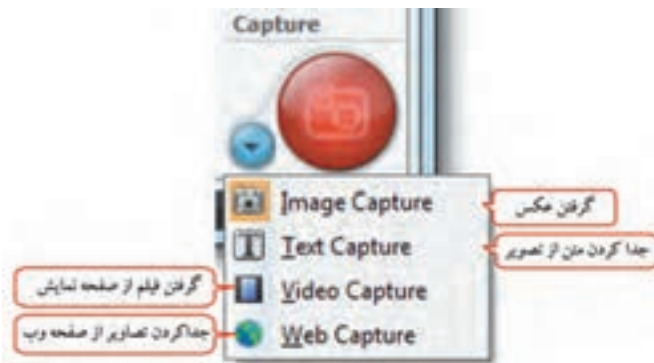 Capture
Image Capture
گرفتن عکس
Text Capture
جدا کردن متن از تصویر
Video Capture
گرفتن فیلم از صفحه نمایش
Web Capture
جداکردن تصاویر از صفحه وب